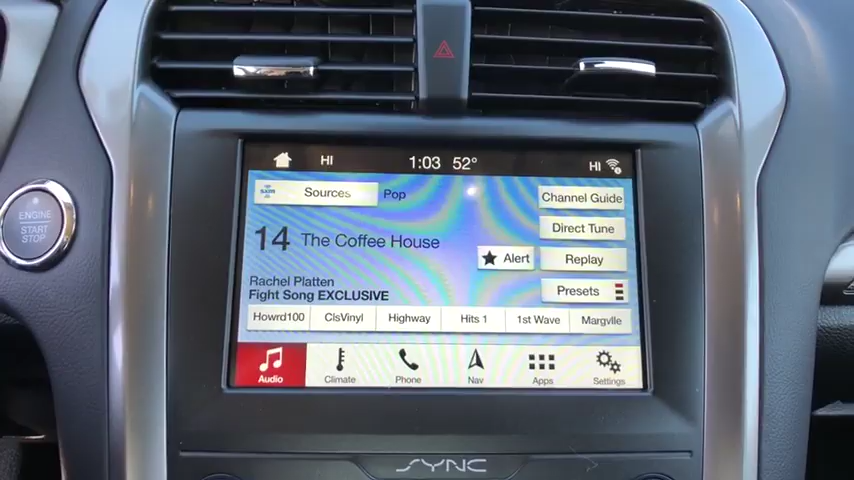 HI 1:03 52° HI
ENGINE
START
STOP
sxm Sources Pop Channel Guide
Direct Tune
14 The Coffee House
Alert Replay
Rachel Platten
Fight Song EXCLUSIVE
Presets
Howrd100 ClsVinyl Highway Hits 1 1st Wave Margvlle
Audio Climate Phone Nav Apps Settings
SYNC